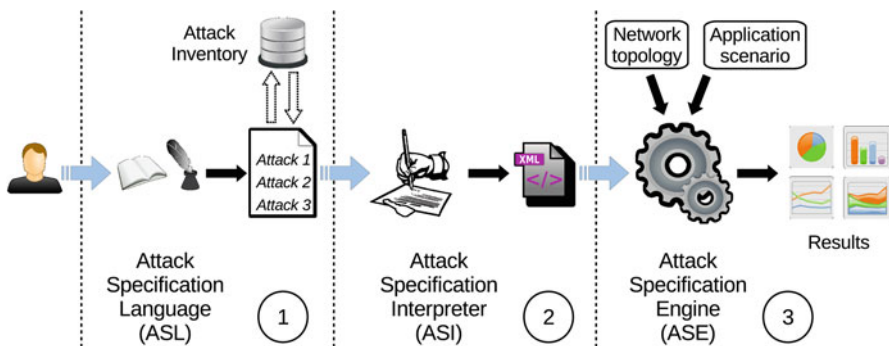 Attack
Inventory
Network
topology
Application
scenario
Attack 1
Attack 2
Attack 3
XML
</>
Results
Attack
Specification
Language
(ASL)
1
Attack
Specification
Interpreter
(ASI)
2
Attack
Specification
Engine
(ASE)
3